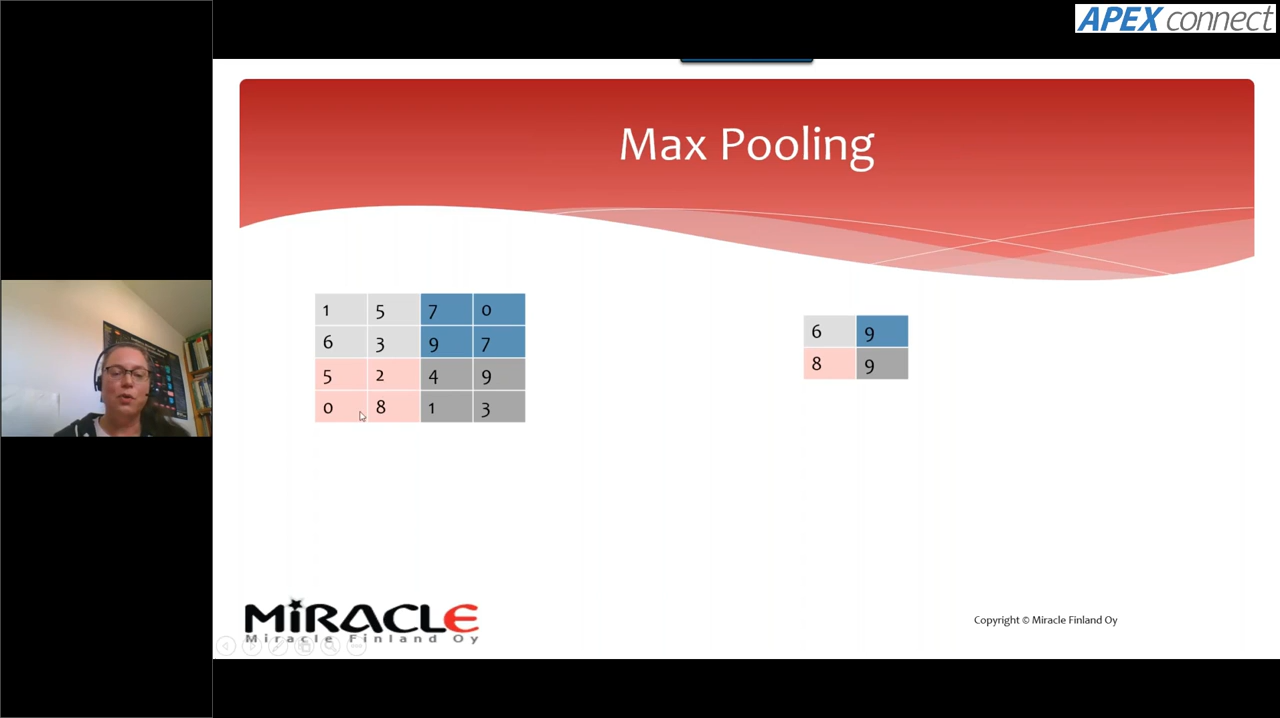 APEX connect
Max Pooling
1 5 7 0
6 3 9 7
5 2 4 9
0 8 1 3
6 9
8 9
MiRACLE
Miracle Finland Oy
Copyright © Miracle Finland Oy